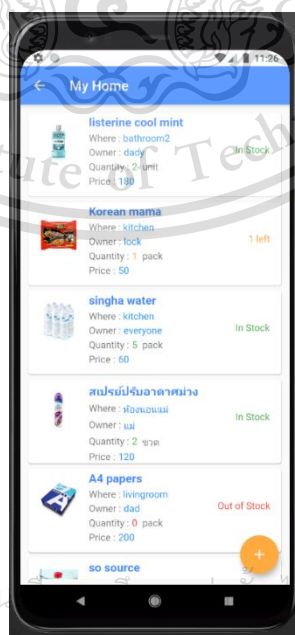 11:26
My Home
listerine cool mint
Where : bathroom2
Owner : dady
Quantity : 2 unit
Price : 180
In Stock
Korean mama
Where : kitchen
Owner : lock
Quantity : 1 pack
Price : 50
1 left
singha water
Where : kitchen
Owner : everyone
Quantity : 5 pack
Price : 60
In Stock
สเปรย์ปรับอากาศม่วง
Where : ห้องนอนแม่
Owner : แม่
Quantity : 2 ขวด
Price : 120
In Stock
A4 papers
Where : livingroom
Owner : dad
Quantity : 0 pack
Price : 200
Out of Stock
so source